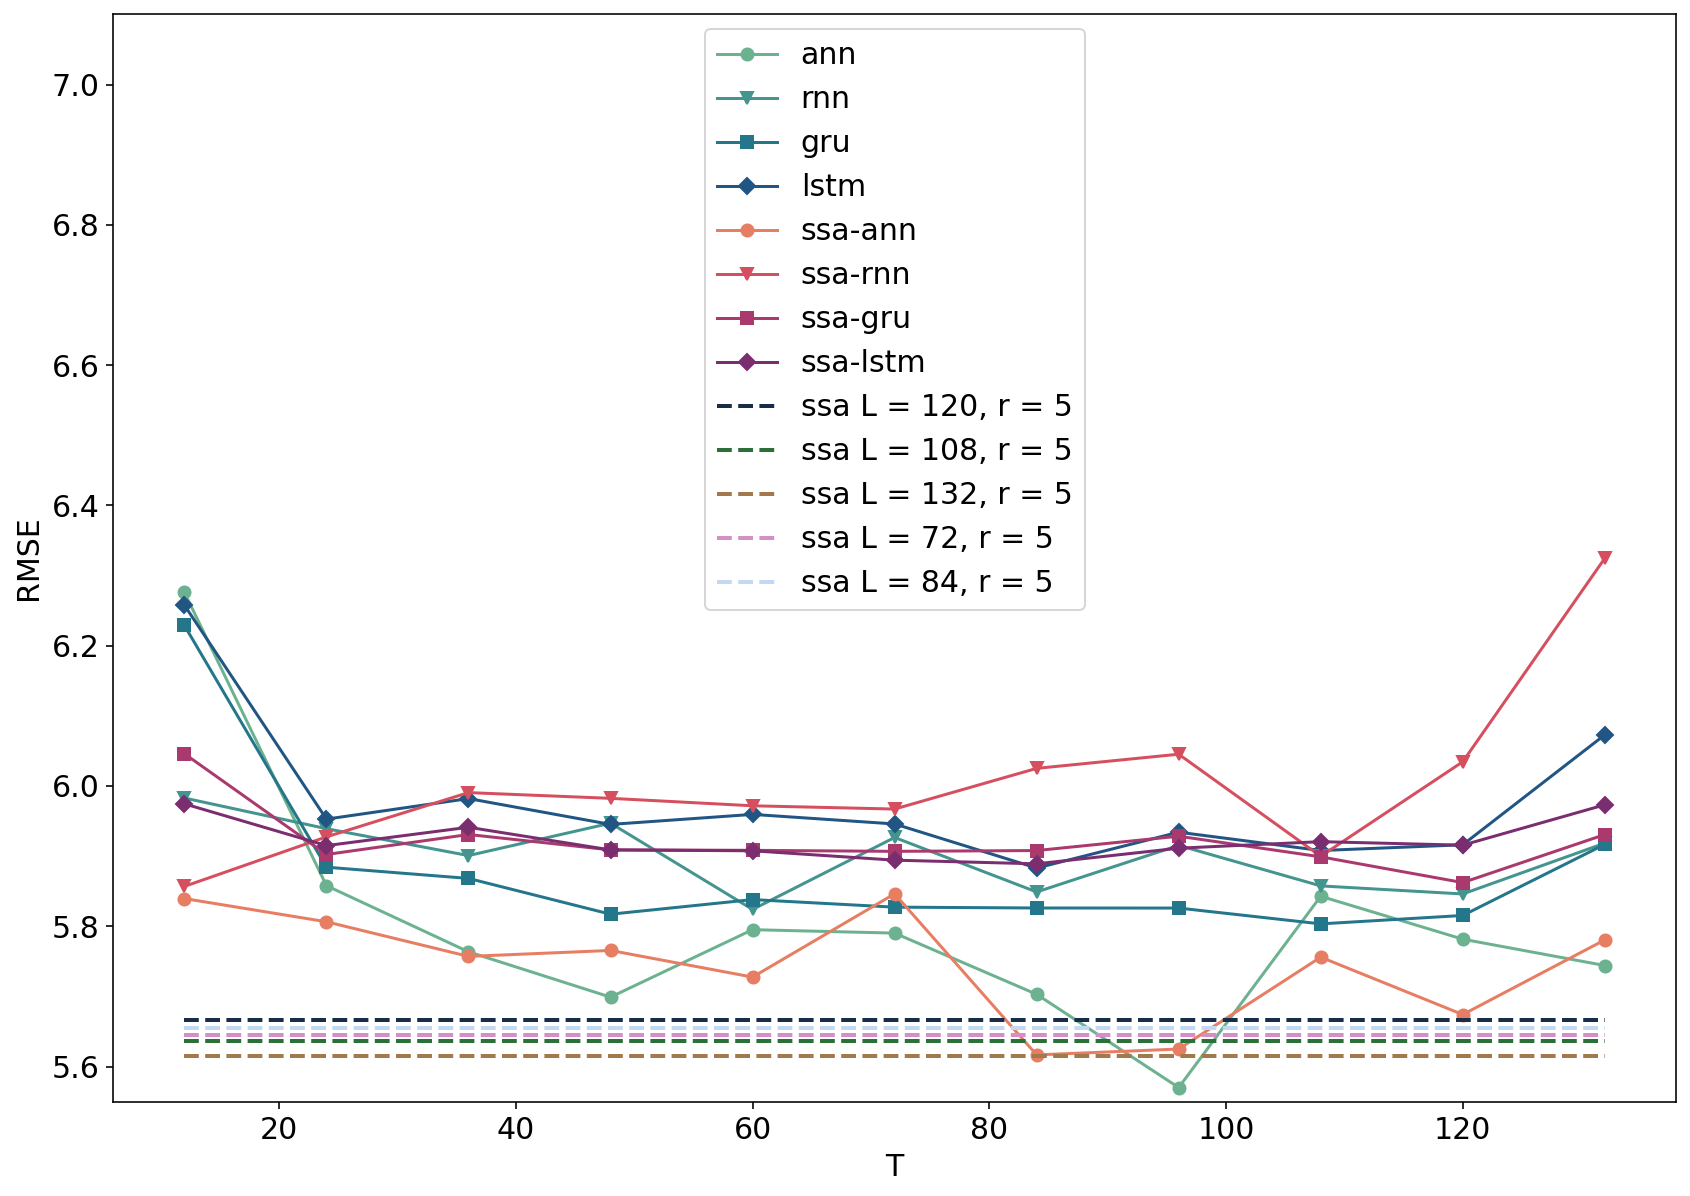 ann
rnn
gru
lstm
ssa-ann
ssa-rnn
ssa-gru
ssa-lstm
ssa L = 120, r = 5
ssa L = 108, r = 5
ssa L = 132, r = 5
ssa L = 72, r = 5
ssa L = 84, r = 5
RMSE
7.0
6.8
6.6
6.4
6.2
6.0
5.8
5.6
20 40 60 80 100 120
T